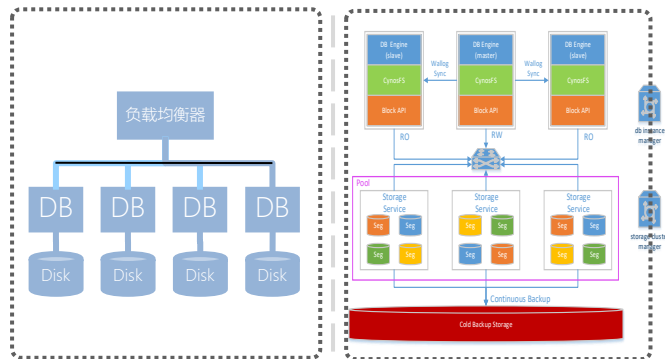 负载均衡器
DB
DB
DB
DB
Disk
Disk
Disk
Disk
DB Engine
(slave)
CynosFS
Block API
RO
Wallog
Sync
DB Engine
(master)
CynosFS
Block API
RW
Wallog
Sync
DB Engine
(slave)
CynosFS
Block API
RO
db instance
manager
Pool
Storage
Service
Seg
Seg
Seg
Seg
Storage
Service
Seg
Seg
Seg
Seg
Storage
Service
Seg
Seg
Seg
Seg
storage cluste
manager
Continuous Backup
Cold Backup Storage